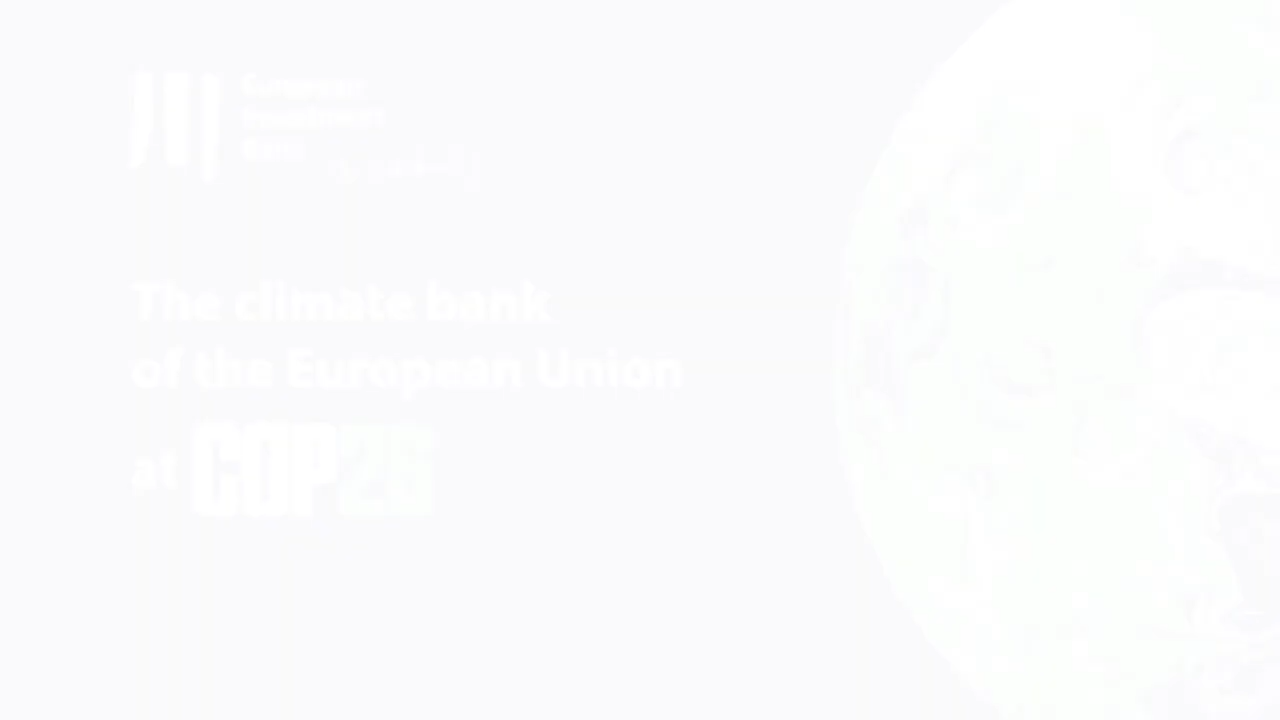 European
Investment
Bank
The climate bank
of the European Union
at COP26